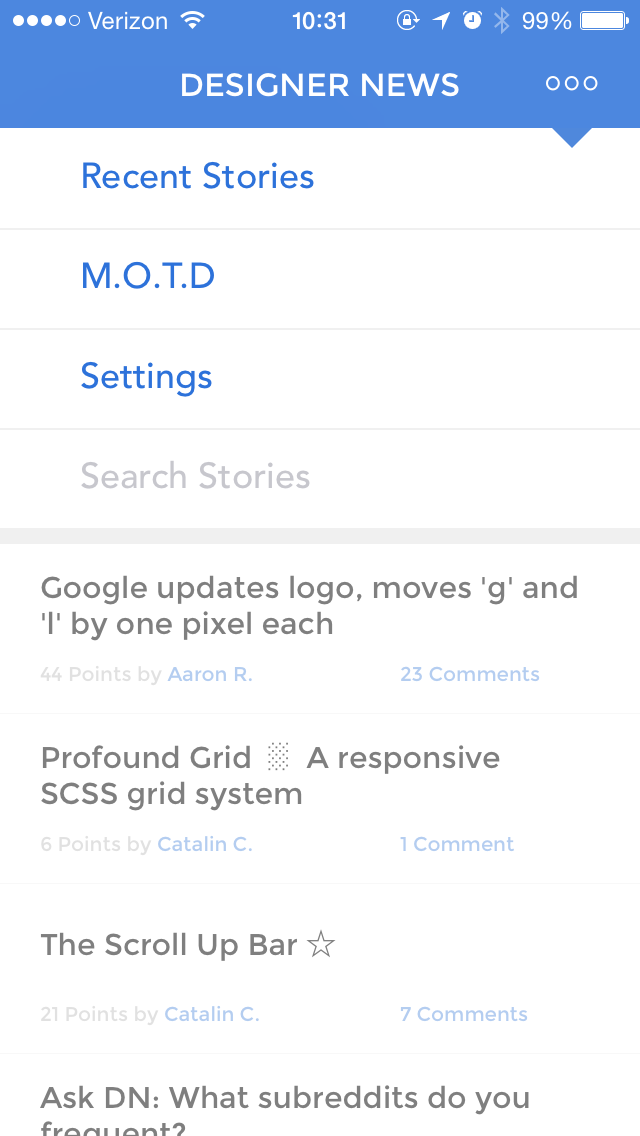 Verizon 10:31 99%
DESIGNER NEWS
Recent Stories
M.O.T.D
Settings
Search Stories
Google updates logo, moves 'g' and
'l' by one pixel each
44 Points by Aaron R. 23 Comments
Profound Grid ░ A responsive
SCSS grid system
6 Points by Catalin C. 1 Comment
The Scroll Up Bar ☆
21 Points by Catalin C. 7 Comments
Ask DN: What subreddits do you
frequent?